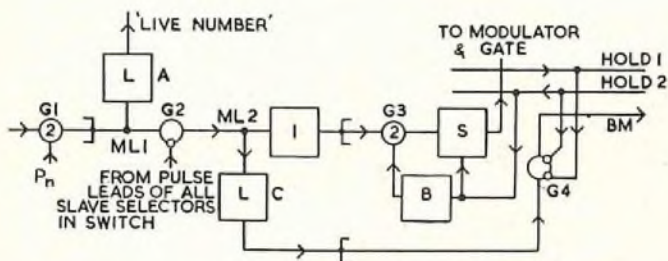 'LIVE NUMBER'
TO MODULATOR
& GATE
HOLD 1
HOLD 2
BM
L A
G1
2
G2
ML1
ML2
I
G3
2
S
B
G4
Pn
FROM PULSE
LEADS OF ALL
SLAVE SELECTORS
IN SWITCH
L C